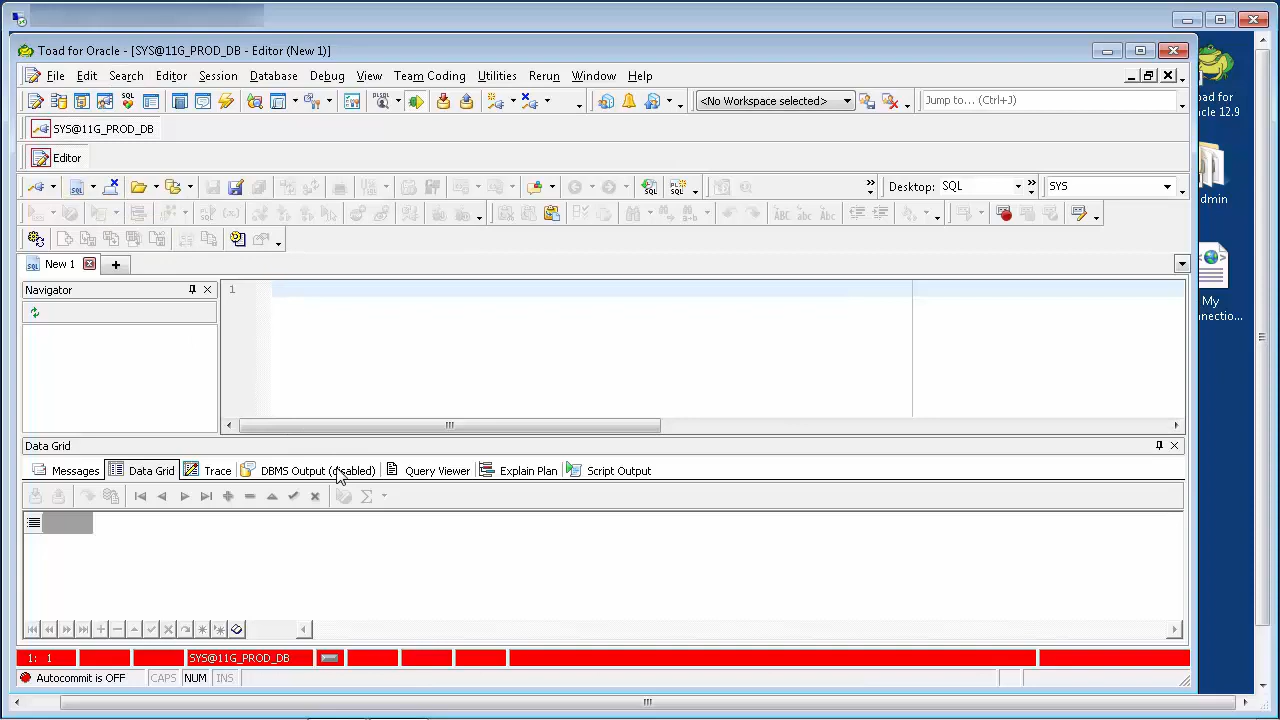 Toad for Oracle - [SYS@11G_PROD_DB - Editor (New 1)]
File Edit Search Editor Session Database Debug View Team Coding Utilities Rerun Window Help
<No Workspace selected> Jump to... (Ctrl+J)
SYS@11G_PROD_DB
Editor
Desktop: SQL SYS
New 1
Navigator
1
Data Grid
Messages Data Grid Trace DBMS Output (disabled) Query Viewer Explain Plan Script Output
1: 1 SYS@11G_PROD_DB
Autocommit is OFF CAPS NUM INS
oad for
acle 12.9
dmin
My
nnectio...